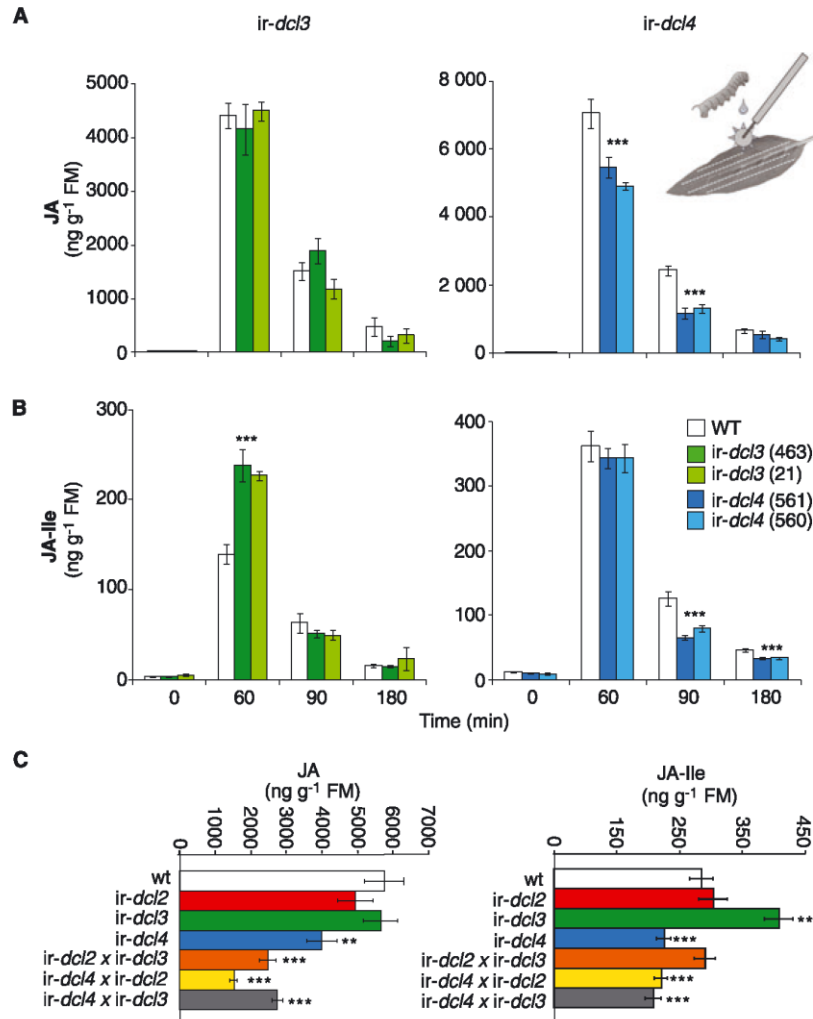 A
ir-dcl3
ir-dcl4
JA
(ng g-1 FM)
5000
4000
3000
2000
1000
0
8 000
6 000
4 000
2 000
0
***
***
B
JA-Ile
(ng g-1 FM)
300
200
100
0
***
0 60 90 180
400
300
200
100
0
***
***
0 60 90 180
WT
ir-dcl3 (463)
ir-dcl3 (21)
ir-dcl4 (561)
ir-dcl4 (560)
Time (min)
C
JA
(ng g-1 FM)
0 1000 2000 3000 4000 5000 6000 7000
wt
ir-dcl2
ir-dcl3
ir-dcl4
ir-dcl2 x ir-dcl3
ir-dcl4 x ir-dcl2
ir-dcl4 x ir-dcl3
**
***
***
***
JA-Ile
(ng g-1 FM)
0 150 250 350 450
wt
ir-dcl2
ir-dcl3
ir-dcl4
ir-dcl2 x ir-dcl3
ir-dcl4 x ir-dcl2
ir-dcl4 x ir-dcl3
**
***
***
***